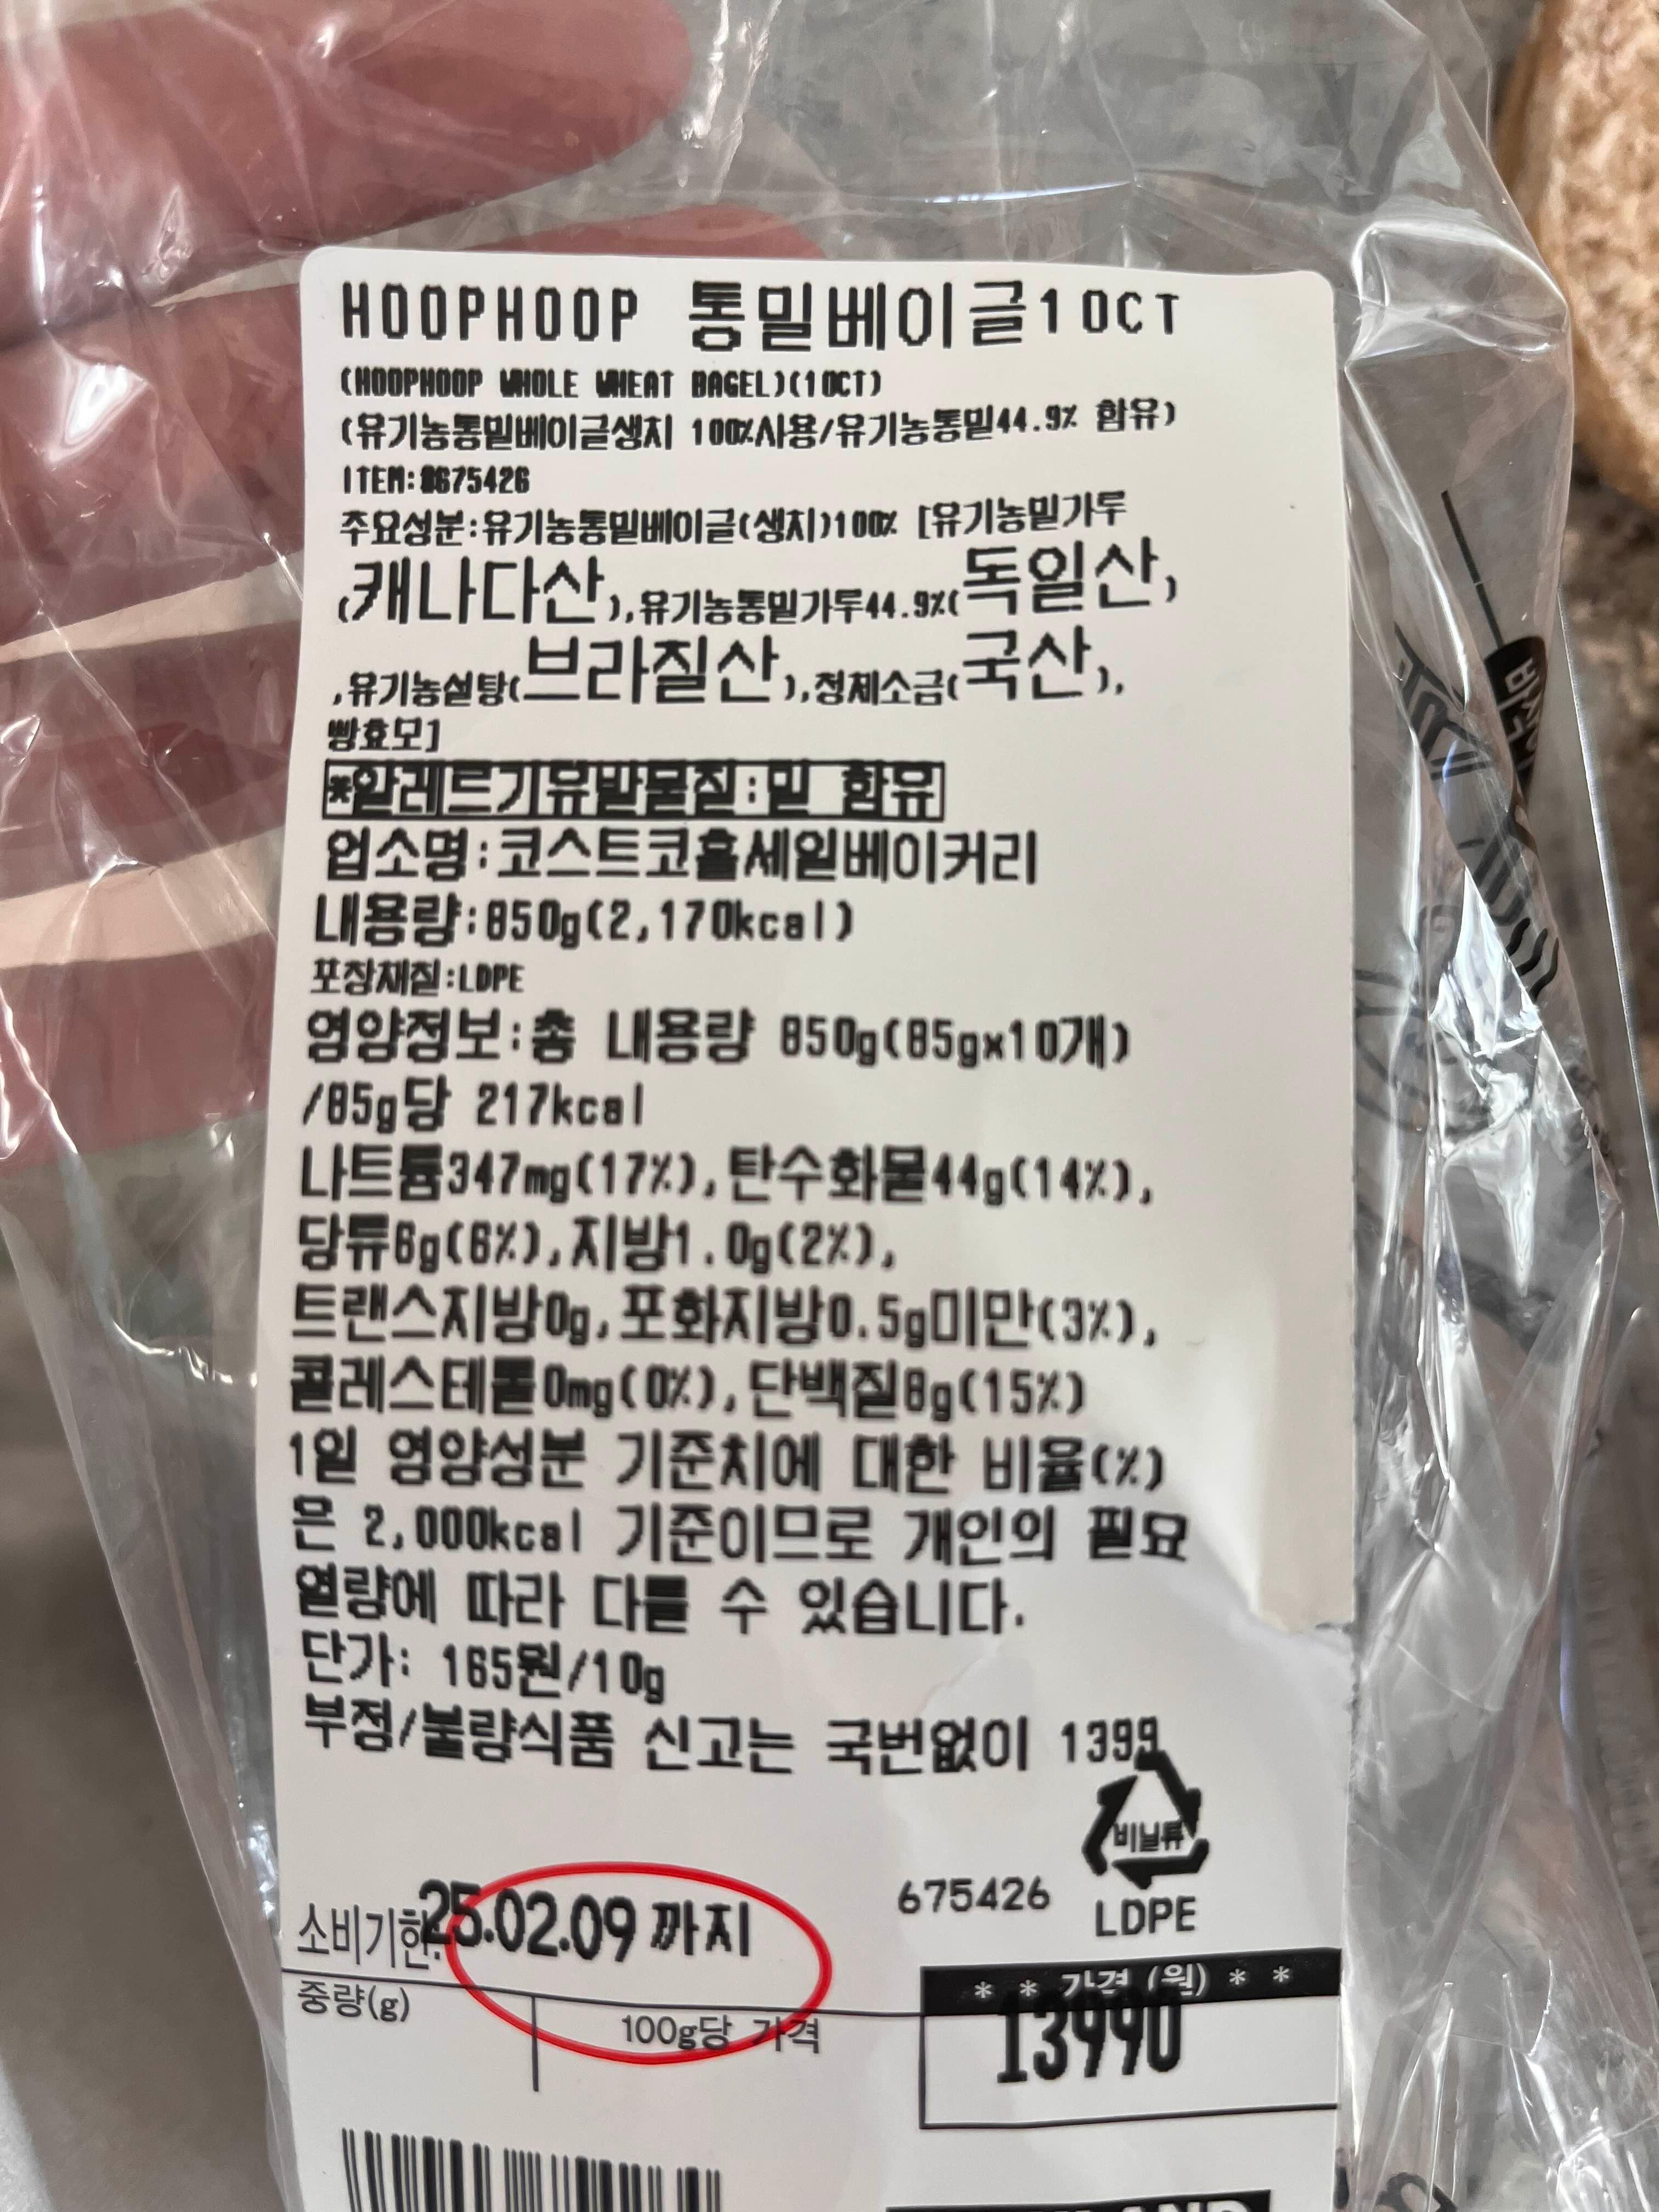 HOOPHOOP 통밀베이글10CT
(HOOPHOOP WHOLE WHEAT BAGEL)(10CT)
(유기농통밀베이글생지 100%사용/유기농통밀44.9% 함유)
ITEM:#675426
주요성분:유기농통밀베이글(생지)100% [유기농밀가루
(캐나다산),유기농통밀가루44.9%(독일산)
,유기농설탕(브라질산),정제소금(국산),
빵효모]
*알레르기유발물질:밀 함유
업소명:코스트코홀세일베이커리
내용량:850g(2,170kcal)
포장재질:LDPE
영양정보:총 내용량 850g(85gx10개)
/85g당 217kcal
나트륨347mg(17%),탄수화물44g(14%),
당류6g(6%),지방1.0g(2%),
트랜스지방0g,포화지방0.5g미만(3%),
콜레스테롤0mg(0%),단백질8g(15%)
1일 영양성분 기준치에 대한 비율(%)
은 2,000kcal 기준이므로 개인의 필요
열량에 따라 다를 수 있습니다.
단가: 165원/10g
부정/불량식품 신고는 국번없이 1399
비닐류
LDPE
675426
소비기한: 25.02.09 까지
중량(g)
100g당 가격
* * 가격 (원) * *
13990